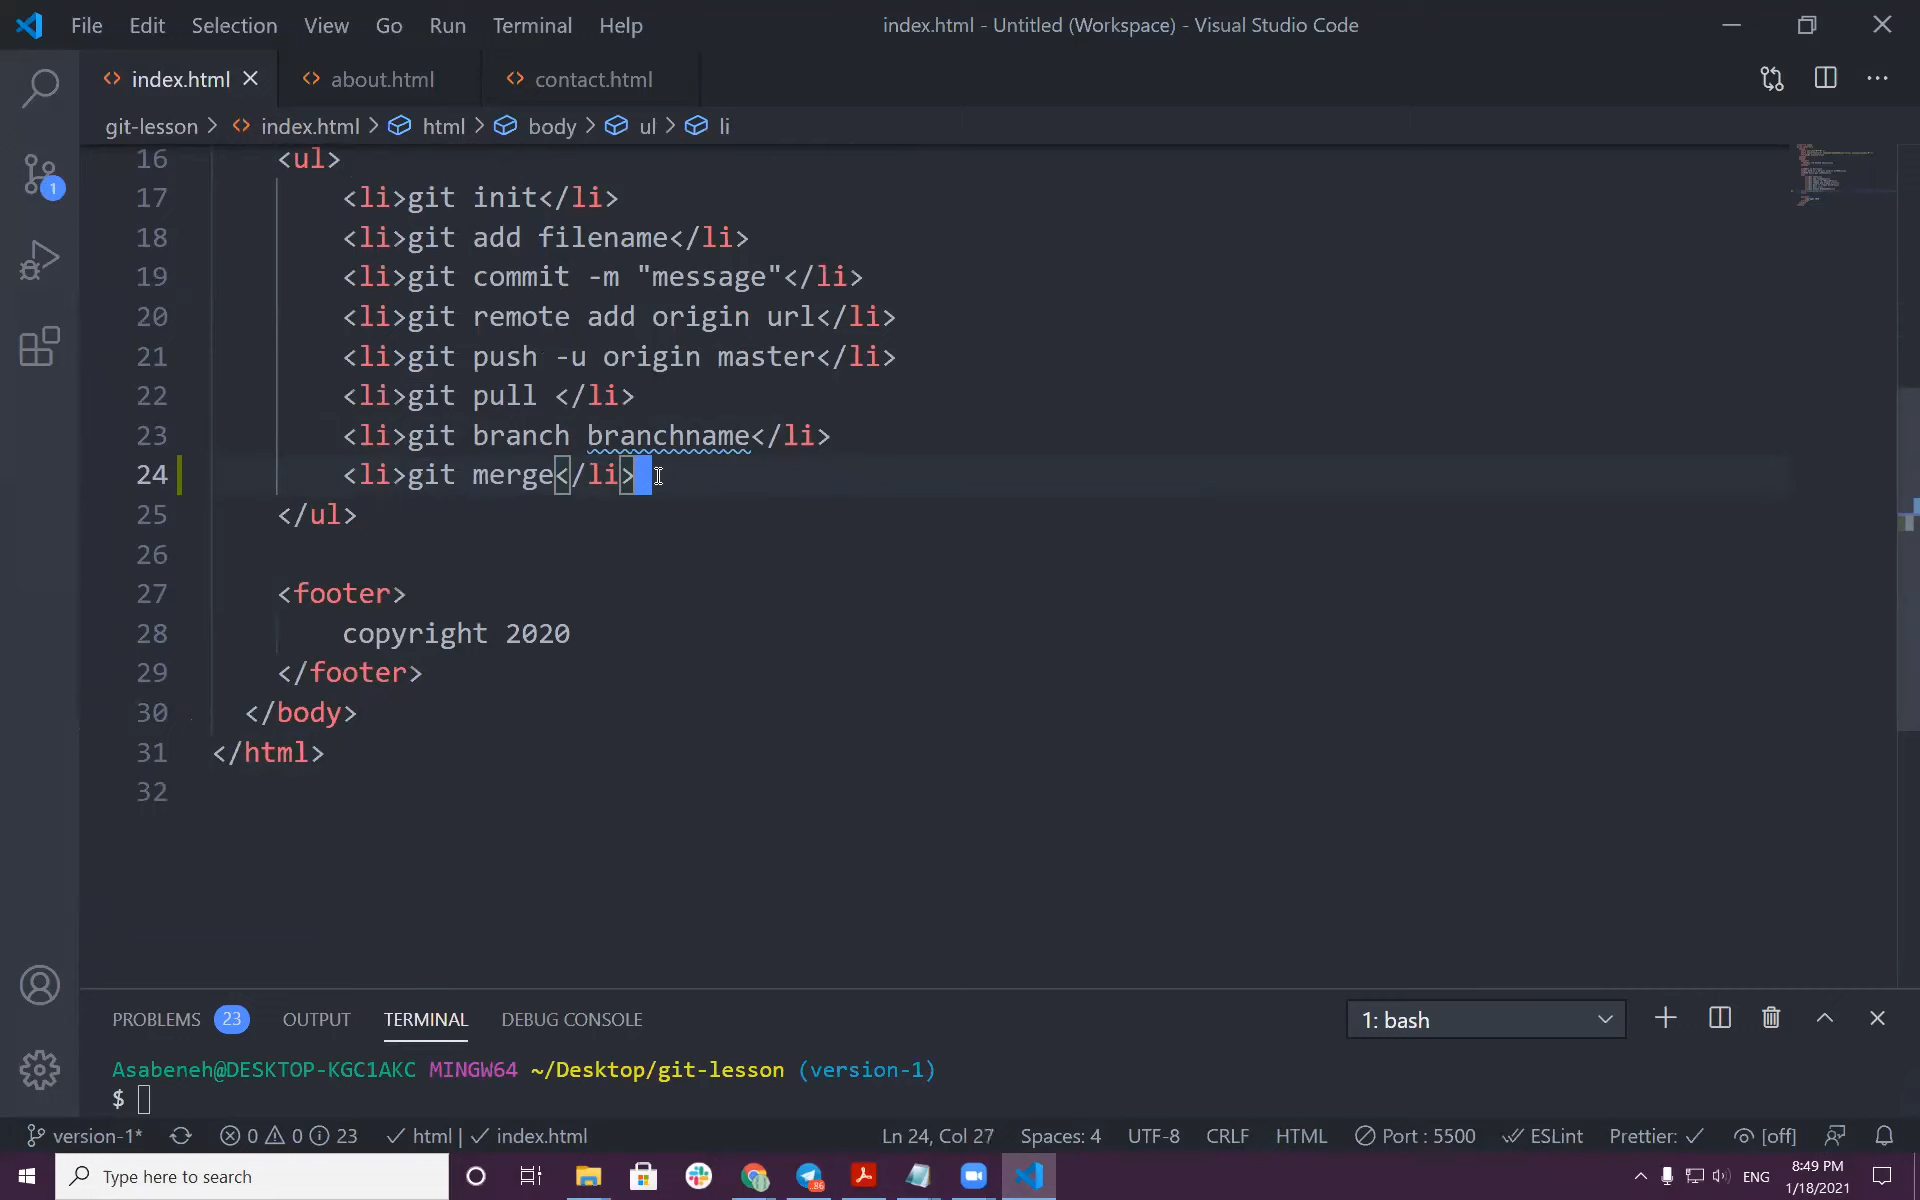 File Edit Selection View Go Run Terminal Help index.html - Untitled (Workspace) - Visual Studio Code
index.html about.html contact.html
git-lesson > index.html > html > body > ul > li
16 <ul>
17 <li>git init</li>
18 <li>git add filename</li>
19 <li>git commit -m "message"</li>
20 <li>git remote add origin url</li>
21 <li>git push -u origin master</li>
22 <li>git pull </li>
23 <li>git branch branchname</li>
24 <li>git merge</li>
25 </ul>
26
27 <footer>
28 copyright 2020
29 </footer>
30 </body>
31 </html>
32
1
PROBLEMS 23 OUTPUT TERMINAL DEBUG CONSOLE 1: bash
Asabeneh@DESKTOP-KGC1AKC MINGW64 ~/Desktop/git-lesson (version-1)
$
version-1* 0 0 23 html | index.html Ln 24, Col 27 Spaces: 4 UTF-8 CRLF HTML Port : 5500 ESLint Prettier: [off]
Type here to search .86 ENG 8:49 PM
1/18/2021